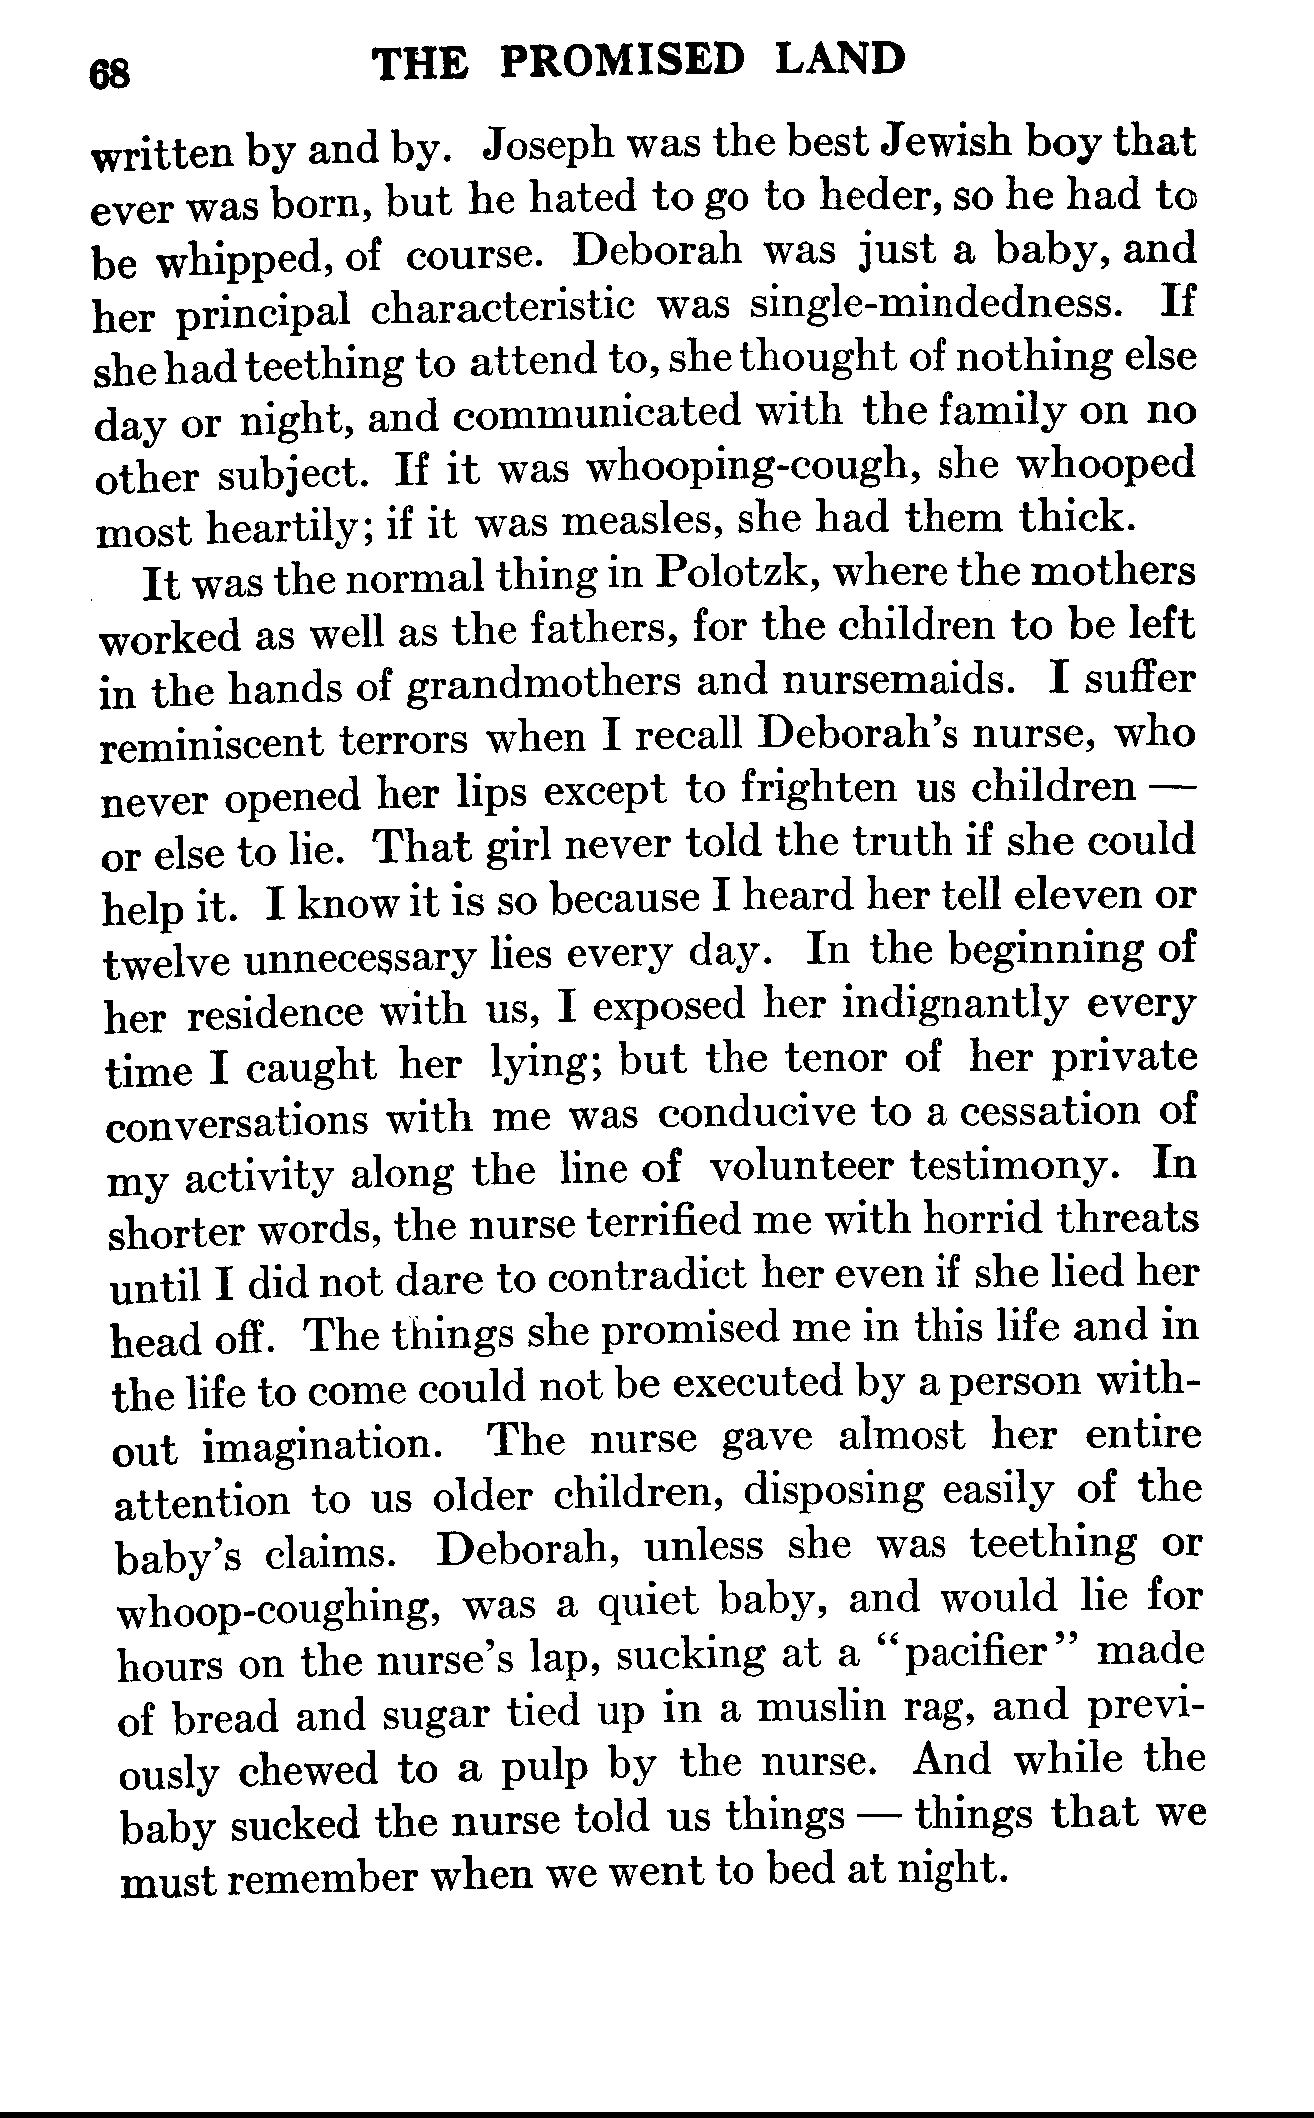 68 THE PROMISED LAND
written by and by. Joseph was the best Jewish boy that
ever was born, but he hated to go to heder, so he had to
be whipped, of course. Deborah was just a baby, and
her principal characteristic was single-mindedness. If
she had teething to attend to, she thought of nothing else
day or night, and communicated with the family on no
other subject. If it was whooping-cough, she whooped
most heartily; if it was measles, she had them thick.
It was the normal thing in Polotzk, where the mothers
worked as well as the fathers, for the children to be left
in the hands of grandmothers and nursemaids. I suffer
reminiscent terrors when I recall Deborah's nurse, who
never opened her lips except to frighten us children —
or else to lie. That girl never told the truth if she could
help it. I know it is so because I heard her tell eleven or
twelve unnecessary lies every day. In the beginning of
her residence with us, I exposed her indignantly every
time I caught her lying; but the tenor of her private
conversations with me was conducive to a cessation of
my activity along the line of volunteer testimony. In
shorter words, the nurse terrified me with horrid threats
until I did not dare to contradict her even if she lied her
head off. The things she promised me in this life and in
the life to come could not be executed by a person with-
out imagination. The nurse gave almost her entire
attention to us older children, disposing easily of the
baby's claims. Deborah, unless she was teething or
whoop-coughing, was a quiet baby, and would lie for
hours on the nurse's lap, sucking at a "pacifier" made
of bread and sugar tied up in a muslin rag, and previ-
ously chewed to a pulp by the nurse. And while the
baby sucked the nurse told us things — things that we
must remember when we went to bed at night.